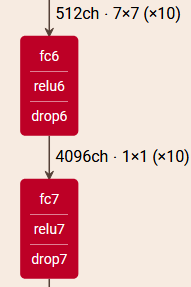 512ch · 7×7 (×10)
fc6
relu6
drop6
4096ch · 1×1 (×10)
fc7
relu7
drop7